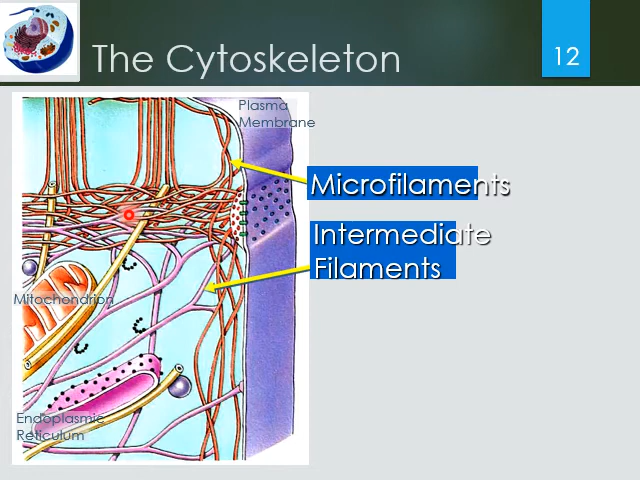 The Cytoskeleton
12
Plasma
Membrane
Microfilaments
Intermediate
Filaments
Mitochondrion
Endoplasmic
Reticulum